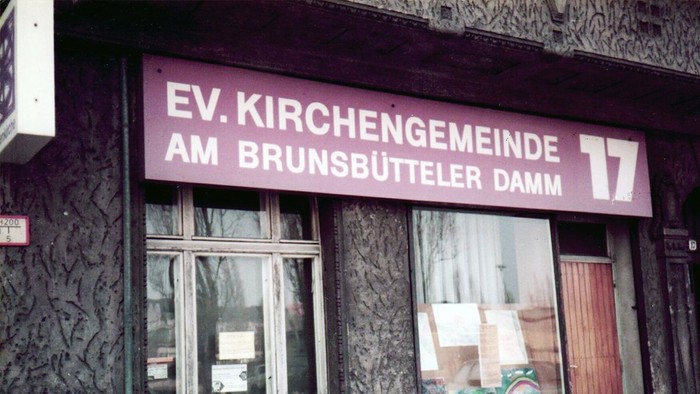 EV. KIRCHENGEMEINDE
AM BRUNSBÜTTELER DAMM
17